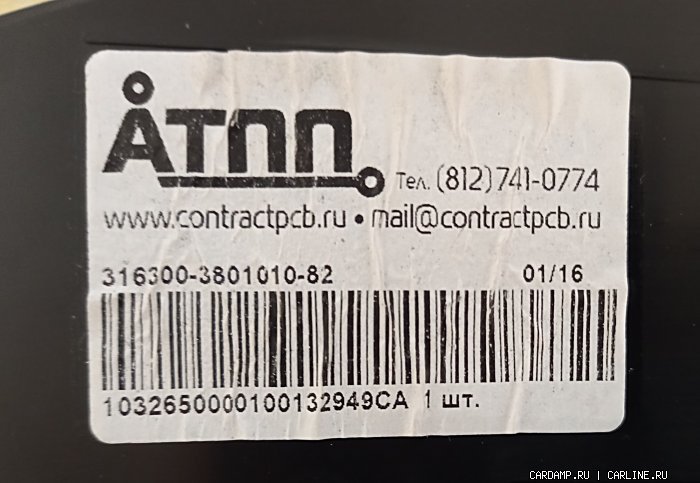 АТПП
Тел. (812)741-0774
www.contractpcb.ru • mail@contractpcb.ru
316300-3801010-82 01/16
1032650000100132949CA 1 шт.
CARDAMP.RU | CARLINE.RU